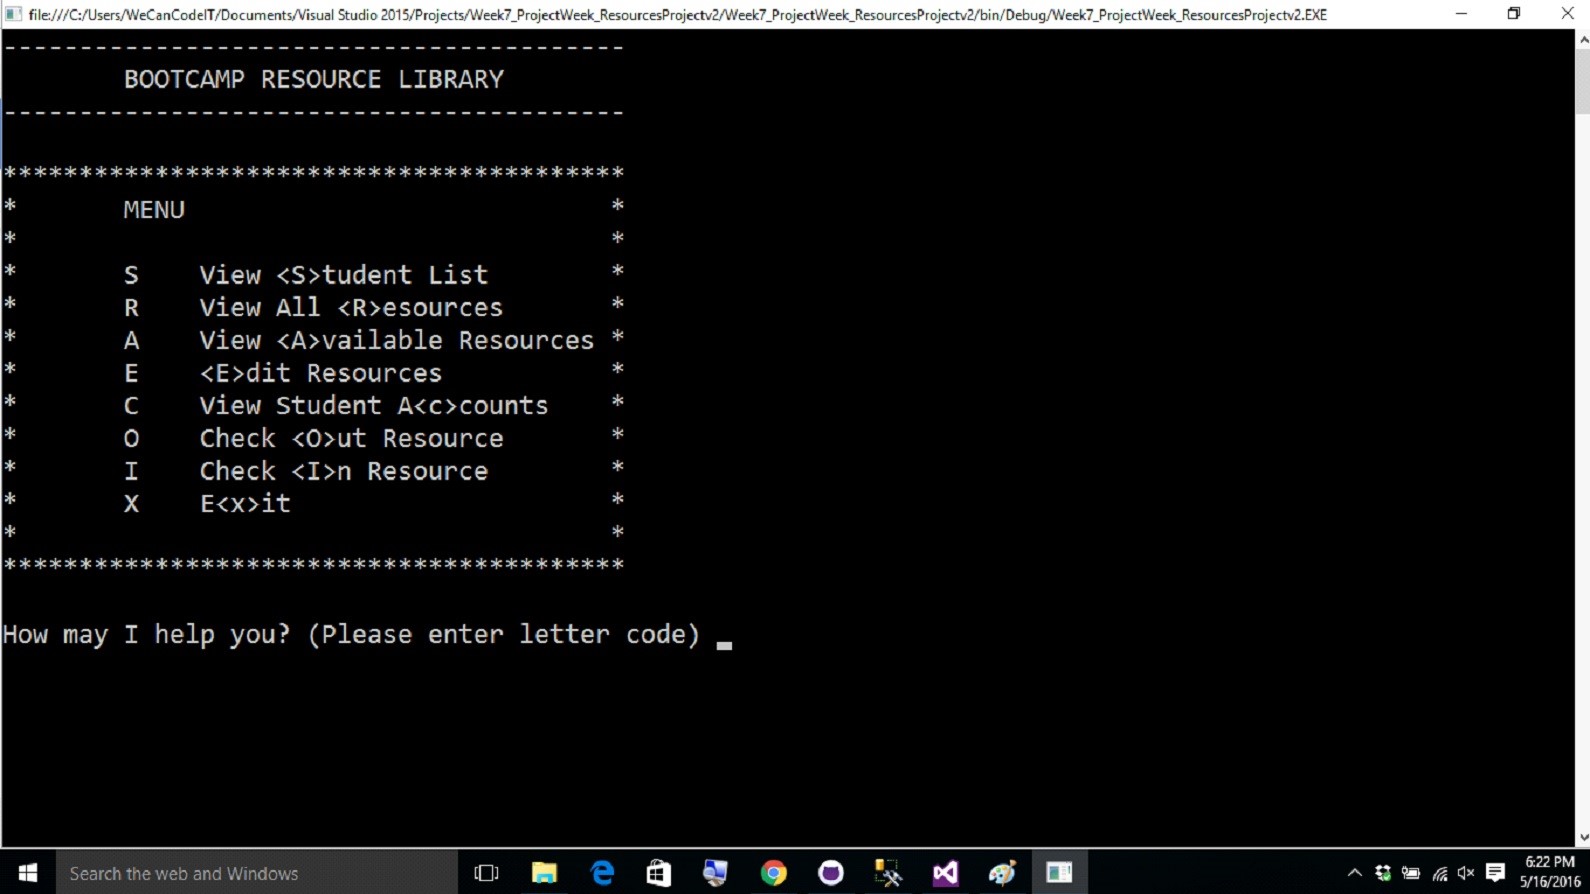 file:///C:/Users/WeCanCodeIT/Documents/Visual Studio 2015/Projects/Week7_ProjectWeek_ResourcesProjectv2/Week7_ProjectWeek_ResourcesProjectv2/bin/Debug/Week7_ProjectWeek_ResourcesProjectv2.EXE
-----------------------------------------
BOOTCAMP RESOURCE LIBRARY
-----------------------------------------
*****************************************
* MENU *
* *
* S View <S>tudent List *
* R View All <R>esources *
* A View <A>vailable Resources *
* E <E>dit Resources *
* C View Student A<c>counts *
* O Check <O>ut Resource *
* I Check <I>n Resource *
* X E<x>it *
* *
*****************************************
How may I help you? (Please enter letter code) _
Search the web and Windows
6:22 PM
5/16/2016